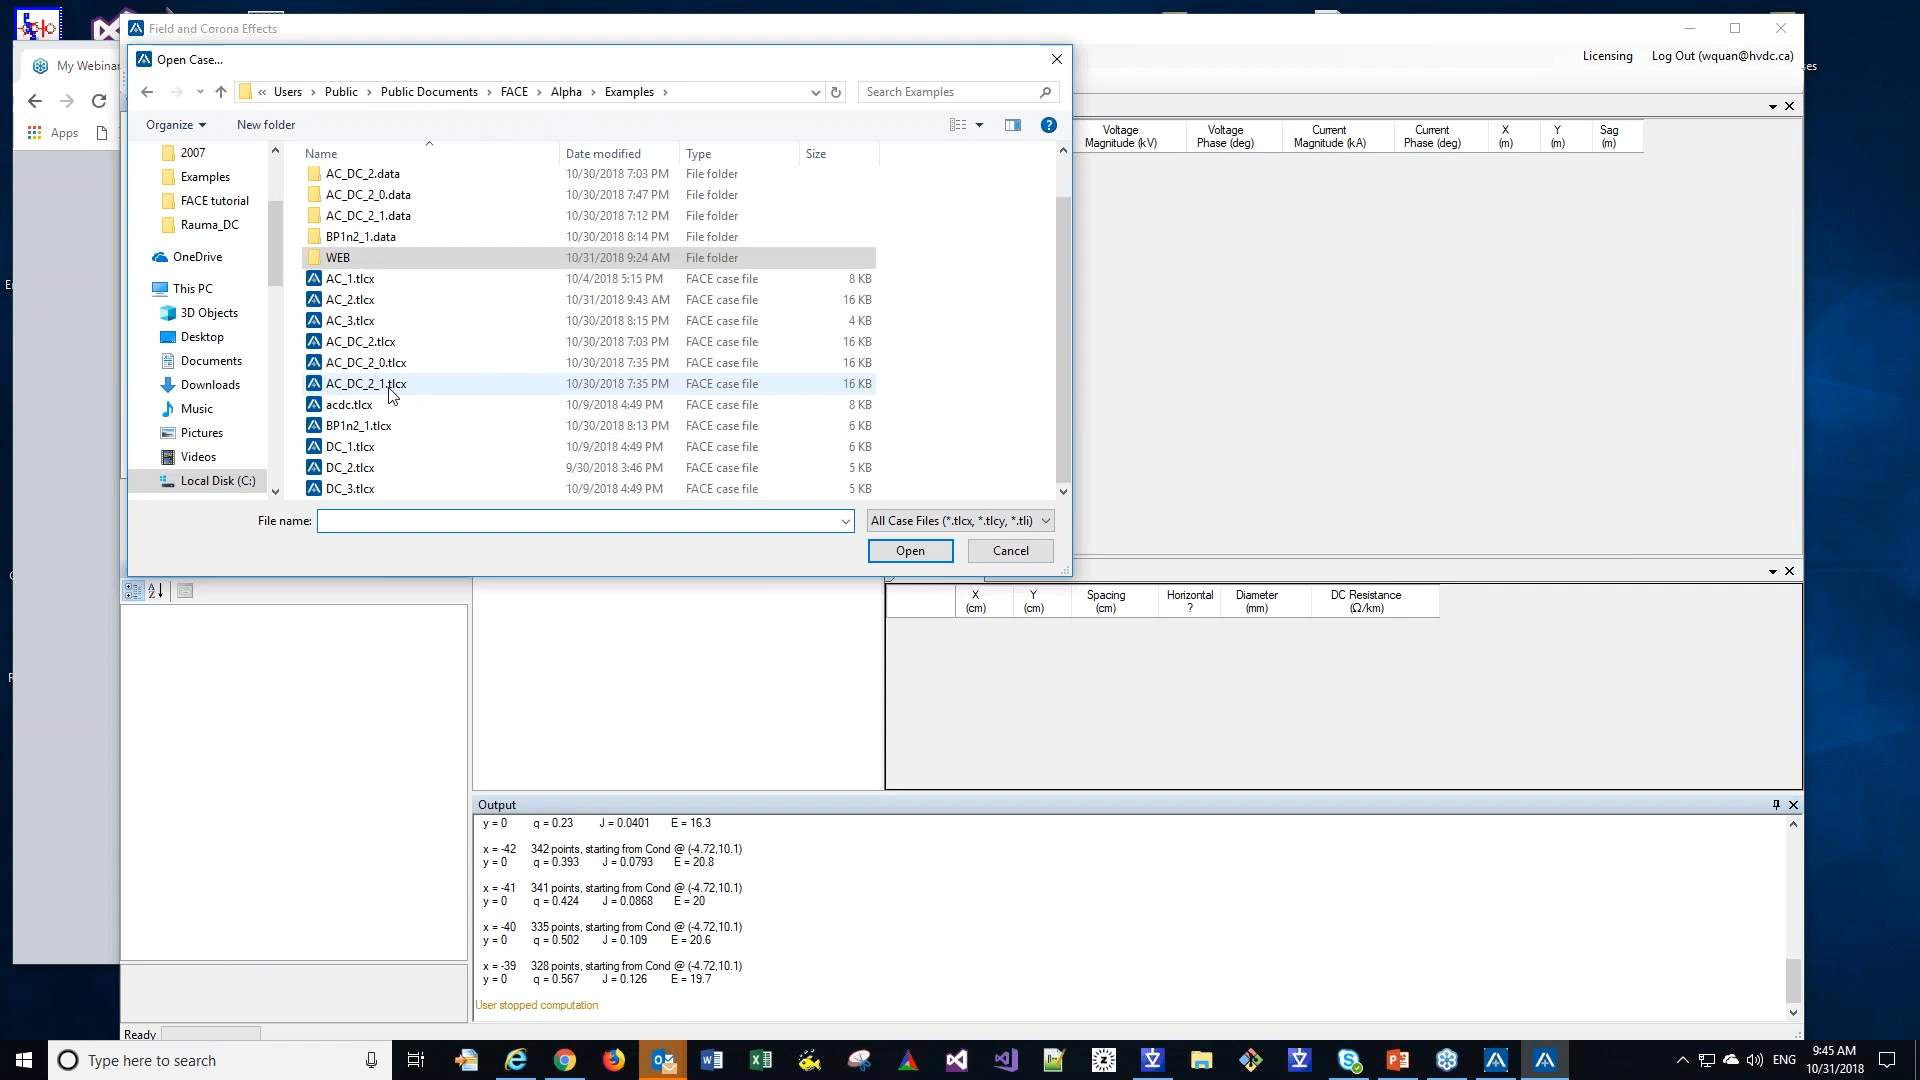 Field and Corona Effects
My Webinar
Open Case...
Licensing
Log Out (wquan@hvdc.ca)
es
« Users › Public › Public Documents › FACE › Alpha › Examples ›
Search Examples
Organize
New folder
Apps
Name Date modified Type Size
AC_DC_2.data 10/30/2018 7:03 PM File folder
AC_DC_2_0.data 10/30/2018 7:47 PM File folder
AC_DC_2_1.data 10/30/2018 7:12 PM File folder
BP1n2_1.data 10/30/2018 8:14 PM File folder
WEB 10/31/2018 9:24 AM File folder
AC_1.tlcx 10/4/2018 5:15 PM FACE case file 8 KB
AC_2.tlcx 10/31/2018 9:43 AM FACE case file 16 KB
AC_3.tlcx 10/30/2018 8:15 PM FACE case file 4 KB
AC_DC_2.tlcx 10/30/2018 7:03 PM FACE case file 16 KB
AC_DC_2_0.tlcx 10/30/2018 7:35 PM FACE case file 16 KB
AC_DC_2_1.tlcx 10/30/2018 7:35 PM FACE case file 16 KB
acdc.tlcx 10/9/2018 4:49 PM FACE case file 8 KB
BP1n2_1.tlcx 10/30/2018 8:13 PM FACE case file 6 KB
DC_1.tlcx 10/9/2018 4:49 PM FACE case file 6 KB
DC_2.tlcx 9/30/2018 3:46 PM FACE case file 5 KB
DC_3.tlcx 10/9/2018 4:49 PM FACE case file 5 KB
2007
Examples
FACE tutorial
Rauma_DC
OneDrive
This PC
3D Objects
Desktop
Documents
Downloads
Music
Pictures
Videos
Local Disk (C:)
File name:
All Case Files (*.tlcx, *.tlcy, *.tli)
Open
Cancel
Voltage Voltage Current Current X Y Sag
Magnitude (kV) Phase (deg) Magnitude (kA) Phase (deg) (m) (m) (m)
X Y Spacing Horizontal Diameter DC Resistance
(cm) (cm) (cm) ? (mm) (Ω/km)
Output
y = 0 q = 0.23 J = 0.0401 E = 16.3
x = -42 342 points, starting from Cond @ (-4.72,10.1)
y = 0 q = 0.393 J = 0.0793 E = 20.8
x = -41 341 points, starting from Cond @ (-4.72,10.1)
y = 0 q = 0.424 J = 0.0868 E = 20
x = -40 335 points, starting from Cond @ (-4.72,10.1)
y = 0 q = 0.502 J = 0.109 E = 20.6
x = -39 328 points, starting from Cond @ (-4.72,10.1)
y = 0 q = 0.567 J = 0.126 E = 19.7
User stopped computation
Ready
Type here to search
ENG
9:45 AM
10/31/2018